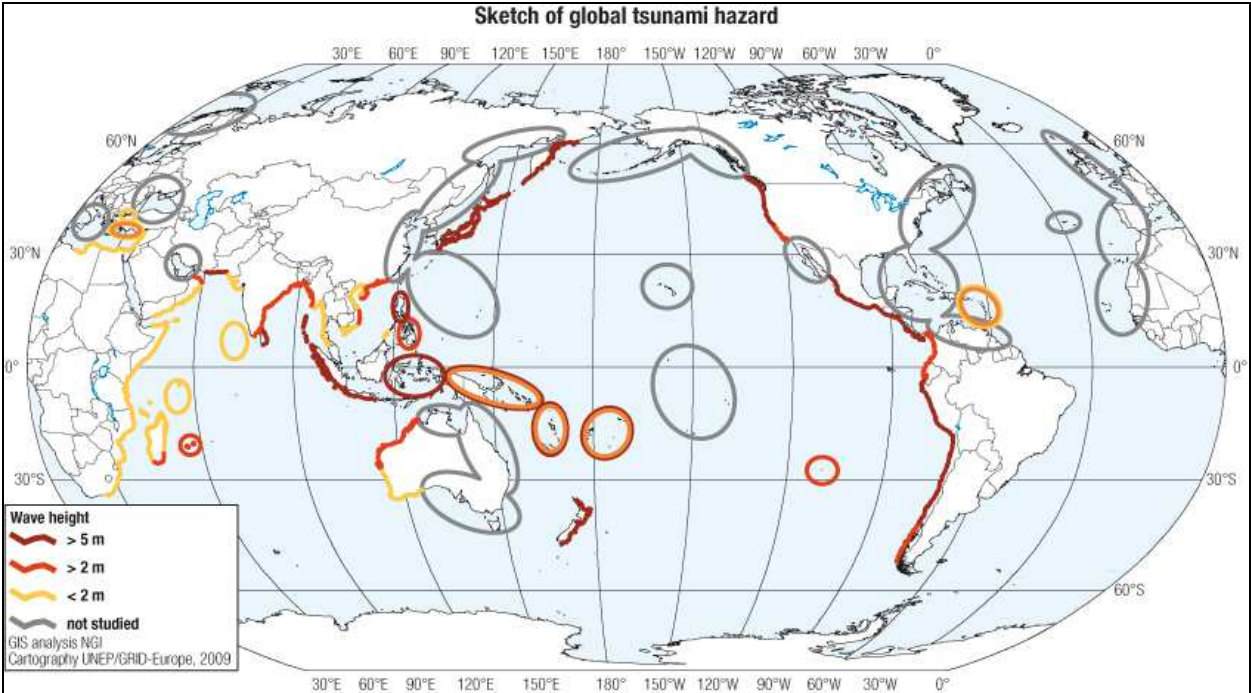 Sketch of global tsunami hazard
30°E 60°E 90°E 120°E 150°E 180° 150°W 120°W 90°W 60°W 30°W 0°
60°N 60°N
30°N 30°N
0° 0°
30°S 30°S
Wave height
> 5 m
> 2 m
< 2 m
not studied
GIS analysis NGI
Cartography UNEP/GRID-Europe, 2009
60°S
30°E 60°E 90°E 120°E 150°E 180° 150°W 120°W 90°W 60°W 30°W 0°